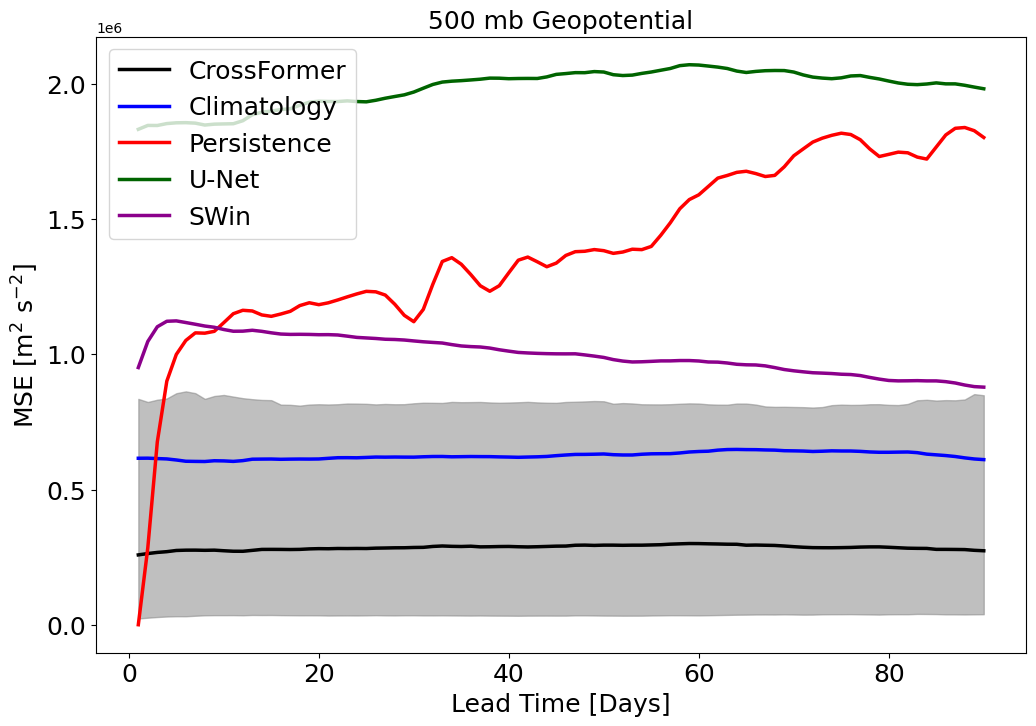 500 mb Geopotential
1e6
CrossFormer
Climatology
Persistence
U-Net
SWin
MSE [m² s⁻²]
2.0
1.5
1.0
0.5
0.0
0 20 40 60 80
Lead Time [Days]